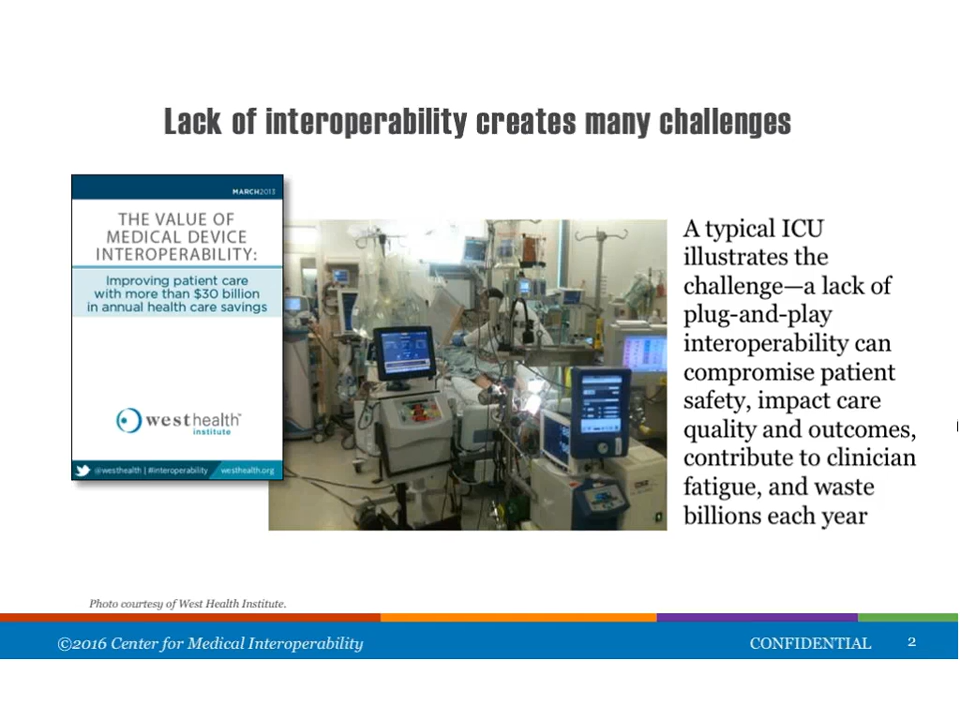 Lack of interoperability creates many challenges
MARCH2013
THE VALUE OF
MEDICAL DEVICE
INTEROPERABILITY:
Improving patient care
with more than $30 billion
in annual health care savings
westhealth™
institute
@westhealth | #interoperability westhealth.org
A typical ICU
illustrates the
challenge—a lack of
plug-and-play
interoperability can
compromise patient
safety, impact care
quality and outcomes,
contribute to clinician
fatigue, and waste
billions each year
Photo courtesy of West Health Institute.
©2016 Center for Medical Interoperability
CONFIDENTIAL 2